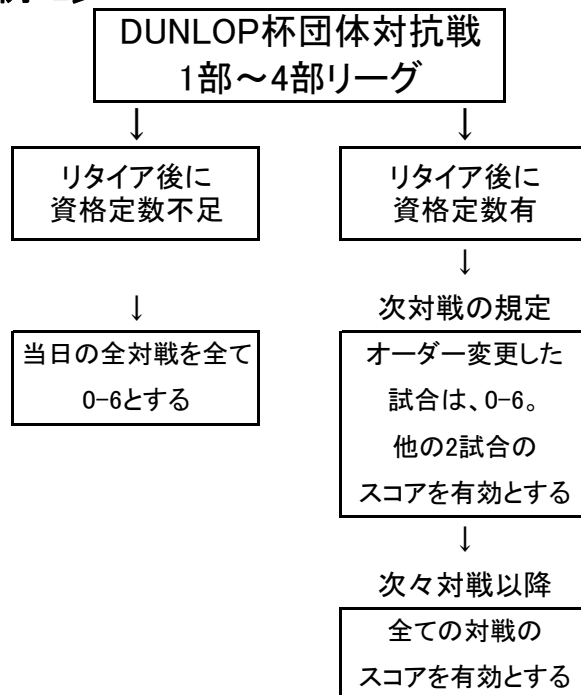 DUNLOP杯団体対抗戦
1部～4部リーグ
↓
↓
リタイア後に
資格定数不足
リタイア後に
資格定数有
↓
↓
次対戦の規定
当日の全対戦を全て
0-6とする
オーダー変更した
試合は、0-6。
他の2試合の
スコアを有効とする
↓
次々対戦以降
全ての対戦の
スコアを有効とする